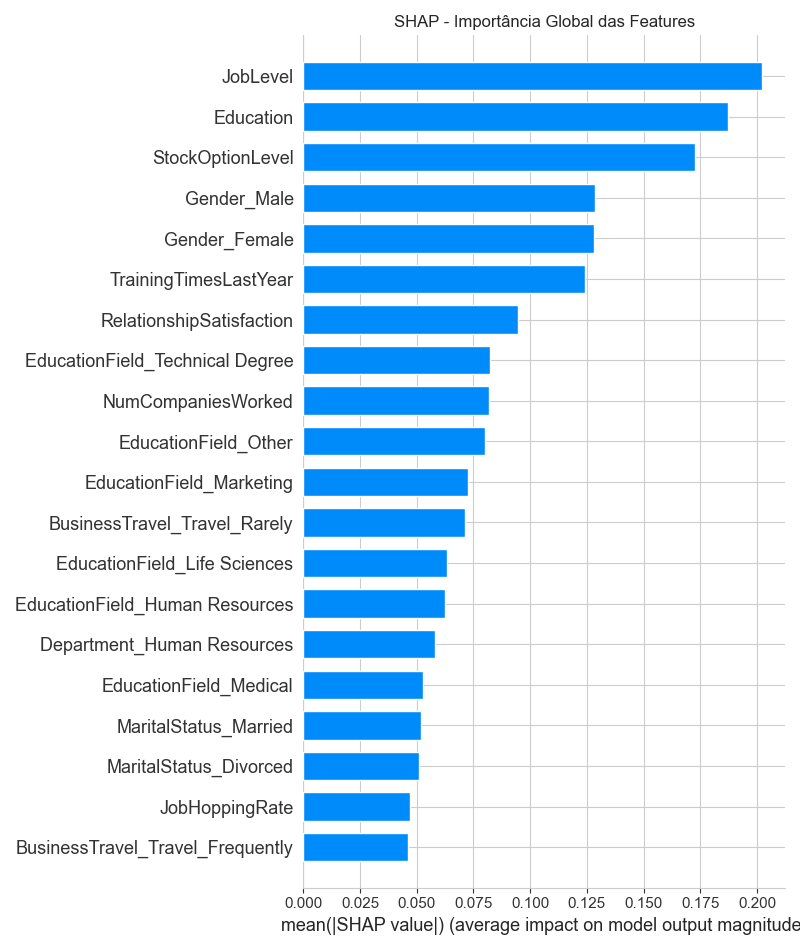 SHAP - Importância Global das Features
JobLevel
Education
StockOptionLevel
Gender_Male
Gender_Female
TrainingTimesLastYear
RelationshipSatisfaction
EducationField_Technical Degree
NumCompaniesWorked
EducationField_Other
EducationField_Marketing
BusinessTravel_Travel_Rarely
EducationField_Life Sciences
EducationField_Human Resources
Department_Human Resources
EducationField_Medical
MaritalStatus_Married
MaritalStatus_Divorced
JobHoppingRate
BusinessTravel_Travel_Frequently
0.000 0.025 0.050 0.075 0.100 0.125 0.150 0.175 0.200
mean(|SHAP value|) (average impact on model output magnitude